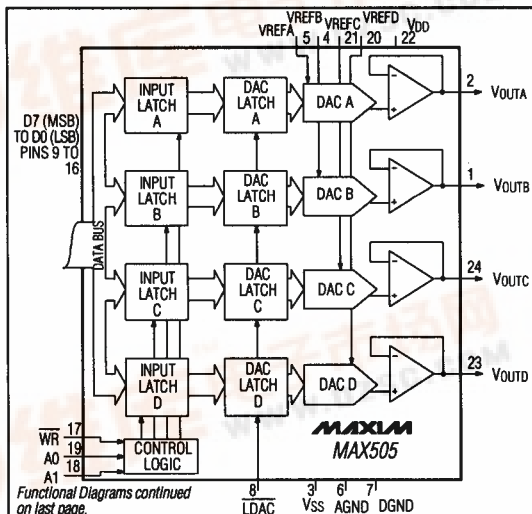 VREFB
VREFA
VREFC
VREFD
VDD
5
4
21
20
22
INPUT
LATCH
A
DAC
LATCH
A
DAC A
2
VOUTA
D7 (MSB)
TO D0 (LSB)
PINS 9 TO
16
INPUT
LATCH
B
DAC
LATCH
B
DAC B
1
VOUTB
DATA BUS
INPUT
LATCH
C
DAC
LATCH
C
DAC C
24
VOUTC
INPUT
LATCH
D
DAC
LATCH
D
DAC D
23
VOUTD
WR 17
A0 19
A1 18
CONTROL
LOGIC
MAXIM
MAX505
Functional Diagrams continued
on last page.
8
LDAC
3
VSS
6
AGND
7
DGND